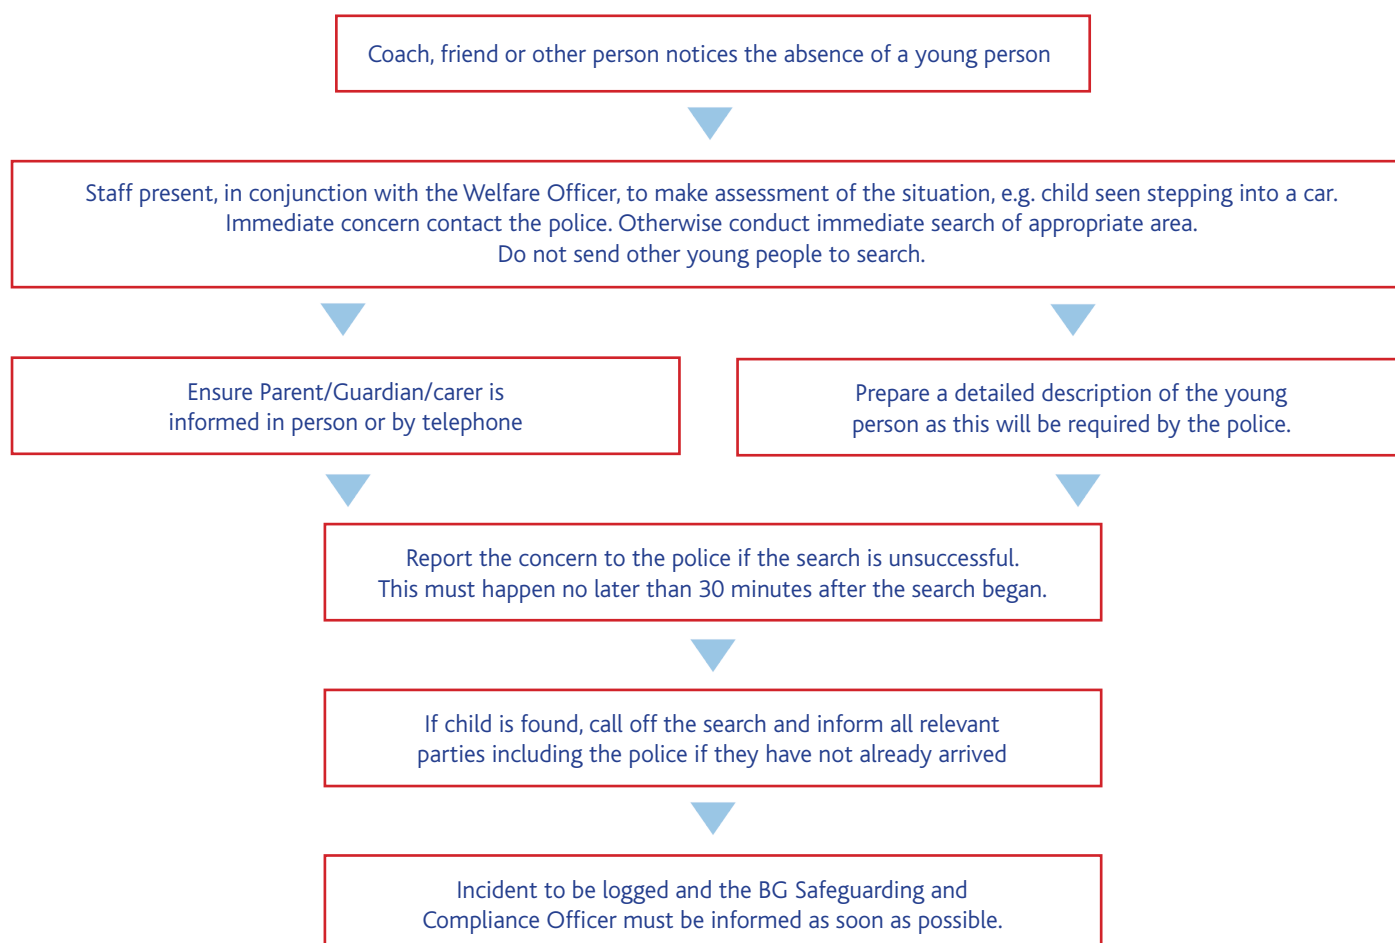 Coach, friend or other person notices the absence of a young person
Staff present, in conjunction with the Welfare Officer, to make assessment of the situation, e.g. child seen stepping into a car.
Immediate concern contact the police. Otherwise conduct immediate search of appropriate area.
Do not send other young people to search.
Ensure Parent/Guardian/carer is
informed in person or by telephone
Prepare a detailed description of the young
person as this will be required by the police.
Report the concern to the police if the search is unsuccessful.
This must happen no later than 30 minutes after the search began.
If child is found, call off the search and inform all relevant
parties including the police if they have not already arrived
Incident to be logged and the BG Safeguarding and
Compliance Officer must be informed as soon as possible.